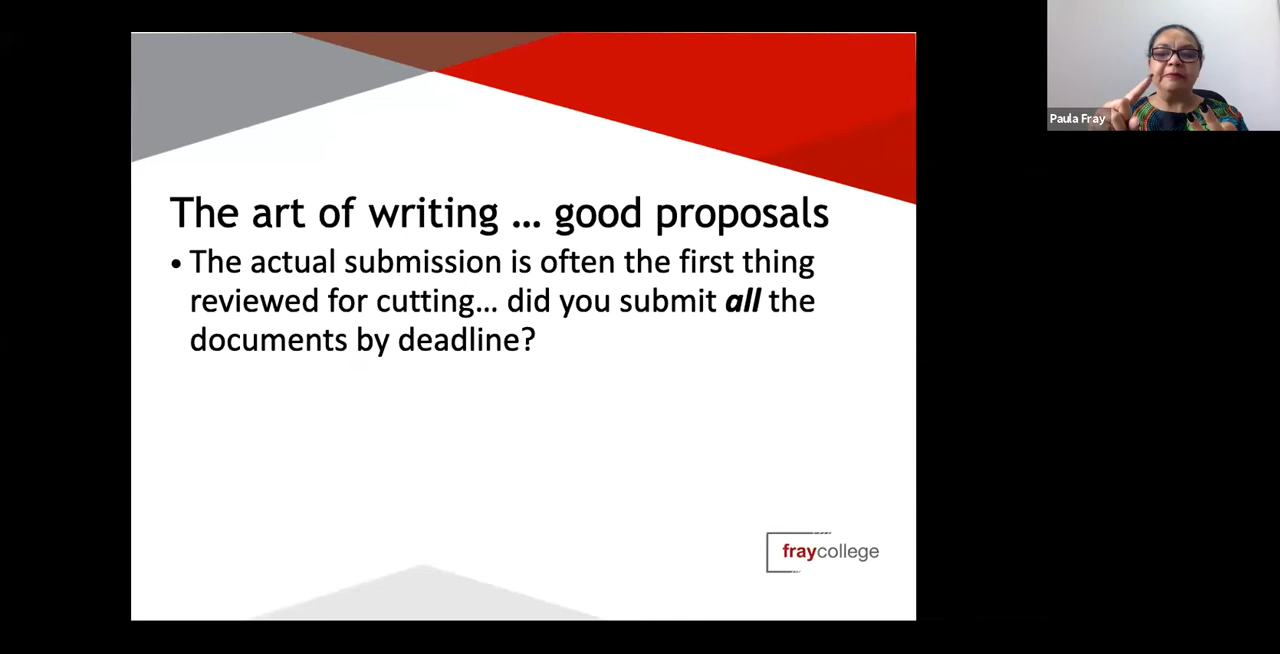 The art of writing ... good proposals
• The actual submission is often the first thing
reviewed for cutting... did you submit all the
documents by deadline?
fraycollege
Paula Fray